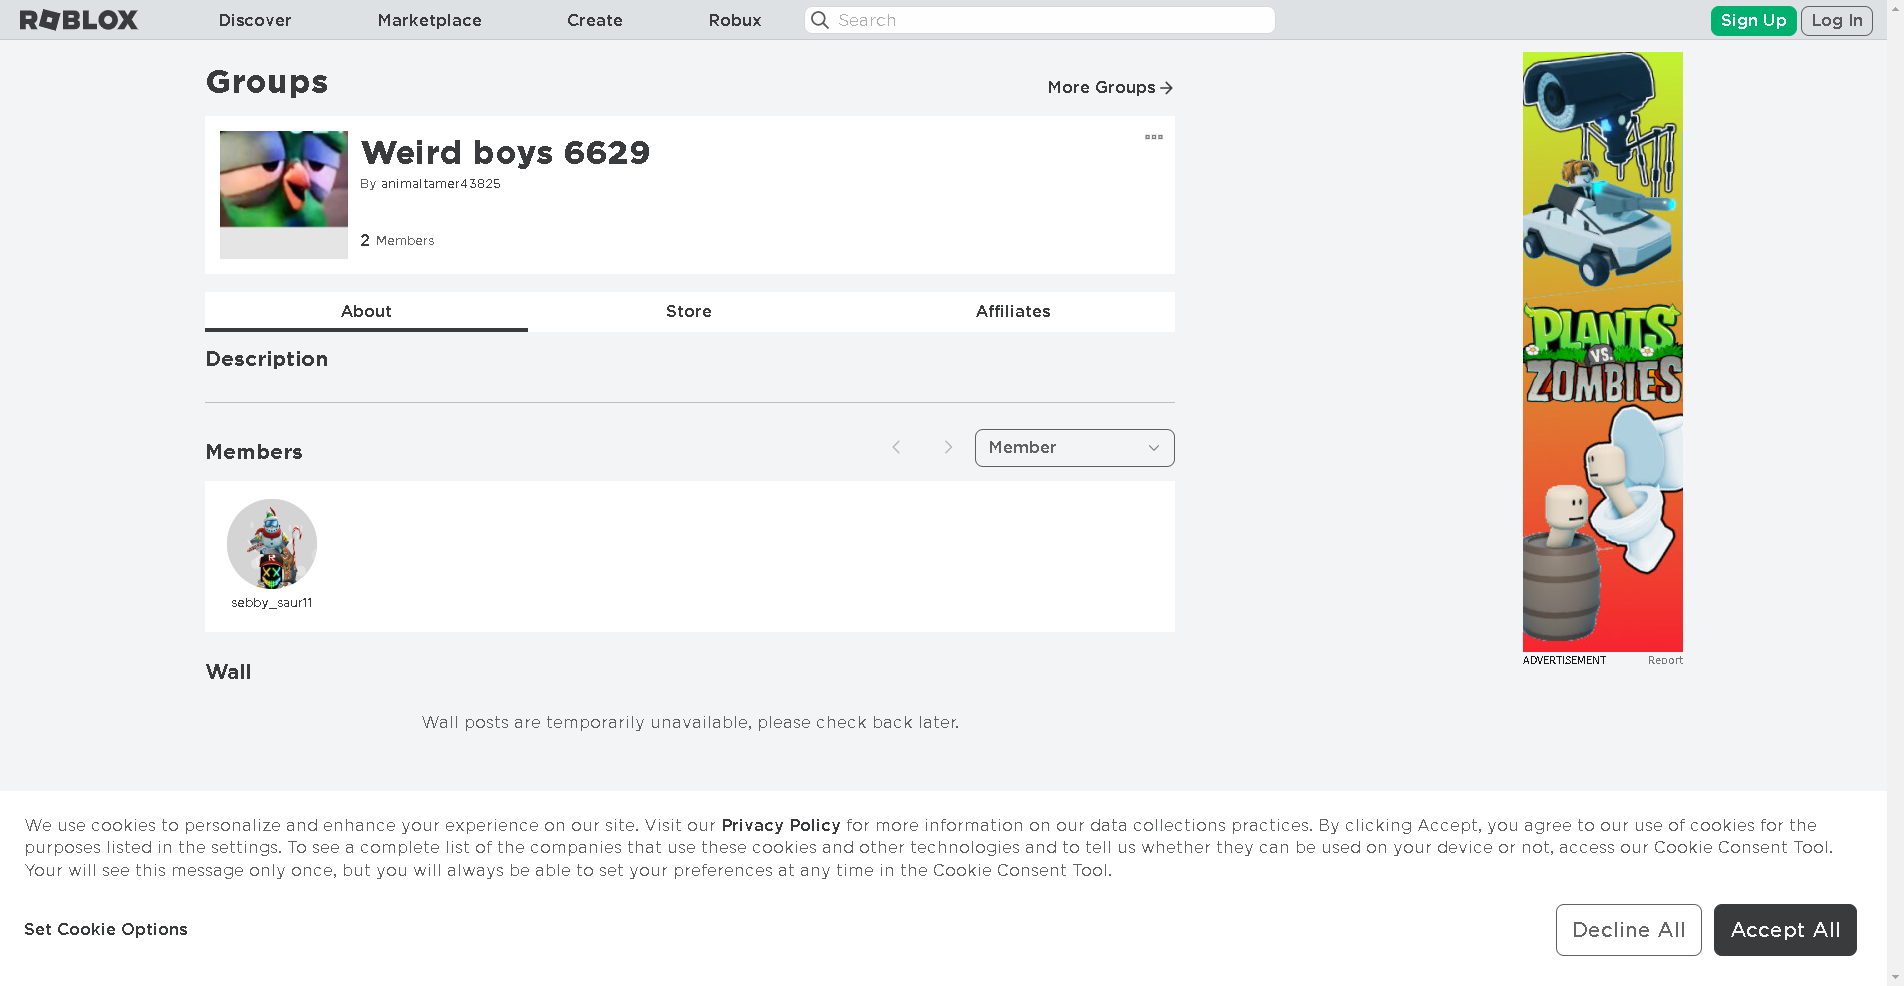 ROBLOX
Discover
Marketplace
Create
Robux
Search
Sign Up
Log In
Groups
More Groups
Weird boys 6629
By animaltamer43825
2 Members
About
Store
Affiliates
Description
Members
Member
R
sebby_saur11
Wall
Wall posts are temporarily unavailable, please check back later.
PLANTS
VS.
ZOMBIES
ADVERTISEMENT
Report
We use cookies to personalize and enhance your experience on our site. Visit our Privacy Policy for more information on our data collections practices. By clicking Accept, you agree to our use of cookies for the
purposes listed in the settings. To see a complete list of the companies that use these cookies and other technologies and to tell us whether they can be used on your device or not, access our Cookie Consent Tool.
Your will see this message only once, but you will always be able to set your preferences at any time in the Cookie Consent Tool.
Set Cookie Options
Decline All
Accept All